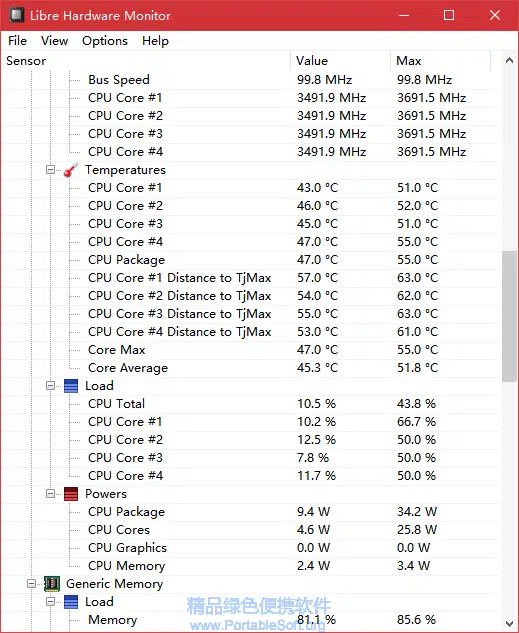 Libre Hardware Monitor
File View Options Help
Sensor Value Max
Bus Speed 99.8 MHz 99.8 MHz
CPU Core #1 3491.9 MHz 3691.5 MHz
CPU Core #2 3491.9 MHz 3691.5 MHz
CPU Core #3 3491.9 MHz 3691.5 MHz
CPU Core #4 3491.9 MHz 3691.5 MHz
Temperatures
CPU Core #1 43.0 °C 51.0 °C
CPU Core #2 46.0 °C 52.0 °C
CPU Core #3 45.0 °C 51.0 °C
CPU Core #4 47.0 °C 55.0 °C
CPU Package 47.0 °C 55.0 °C
CPU Core #1 Distance to TjMax 57.0 °C 63.0 °C
CPU Core #2 Distance to TjMax 54.0 °C 62.0 °C
CPU Core #3 Distance to TjMax 55.0 °C 63.0 °C
CPU Core #4 Distance to TjMax 53.0 °C 61.0 °C
Core Max 47.0 °C 55.0 °C
Core Average 45.3 °C 51.8 °C
Load
CPU Total 10.5 % 43.8 %
CPU Core #1 10.2 % 66.7 %
CPU Core #2 12.5 % 50.0 %
CPU Core #3 7.8 % 50.0 %
CPU Core #4 11.7 % 50.0 %
Powers
CPU Package 9.4 W 34.2 W
CPU Cores 4.6 W 25.8 W
CPU Graphics 0.0 W 0.0 W
CPU Memory 2.4 W 3.4 W
Generic Memory
Load
精品绿色便携软件
Memory 81.1 % 85.6 %
www.PortableSoft.org